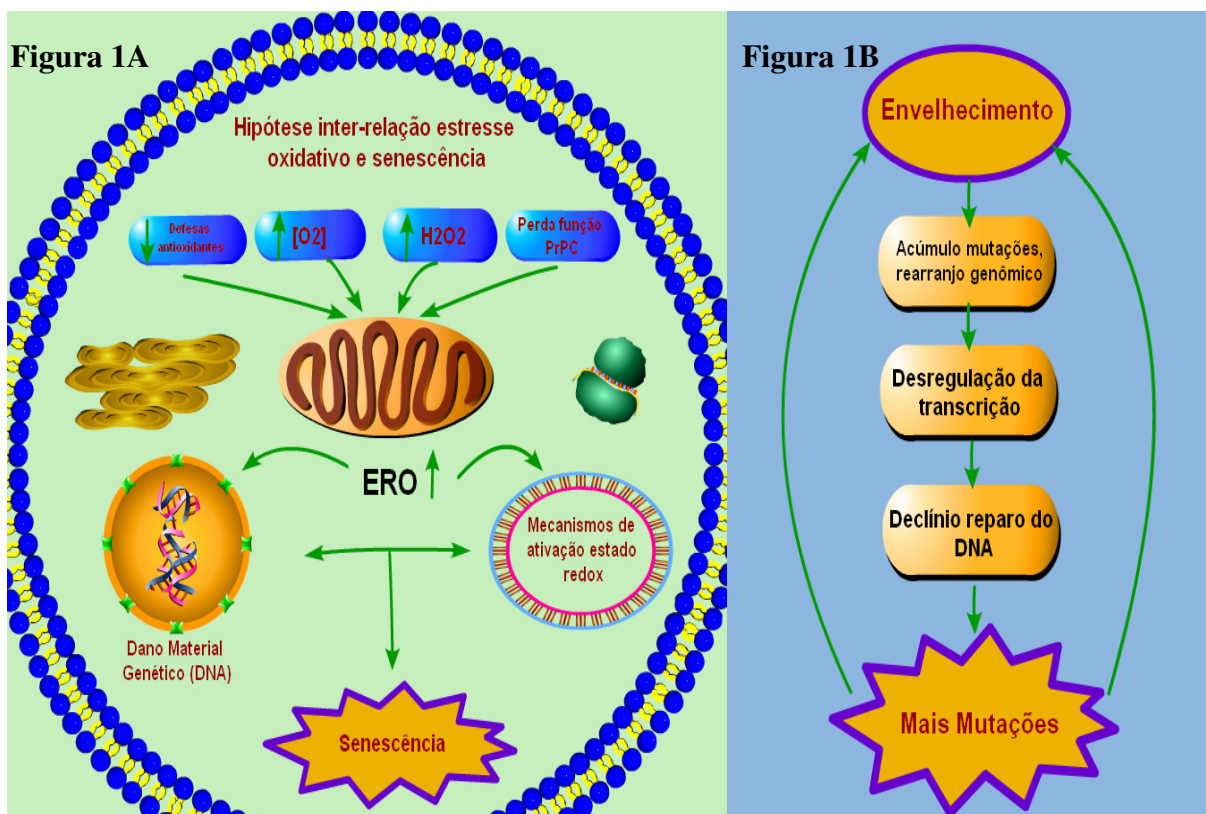 Figura 1A
Hipótese inter-relação estresse
oxidativo e senescência
Defesas
antioxidantes
[O2]
H2O2
Perda função
PrPC
ERO
Mecanismos de
ativação estado
redox
Dano Material
Genético (DNA)
Senescência
Figura 1B
Envelhecimento
Acúmulo mutações,
rearranjo genômico
Desregulação da
transcrição
Declínio reparo do
DNA
Mais Mutações